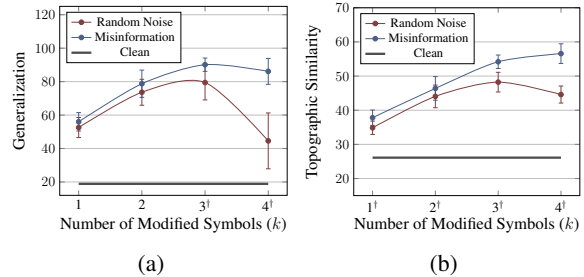 Random Noise
Misinformation
Clean
120
100
80
60
40
20
Generalization
1
2
3†
4†
Number of Modified Symbols (k)
(a)
Random Noise
Misinformation
Clean
70
60
50
40
30
20
Topographic Similarity
1†
2†
3†
4†
Number of Modified Symbols (k)
(b)